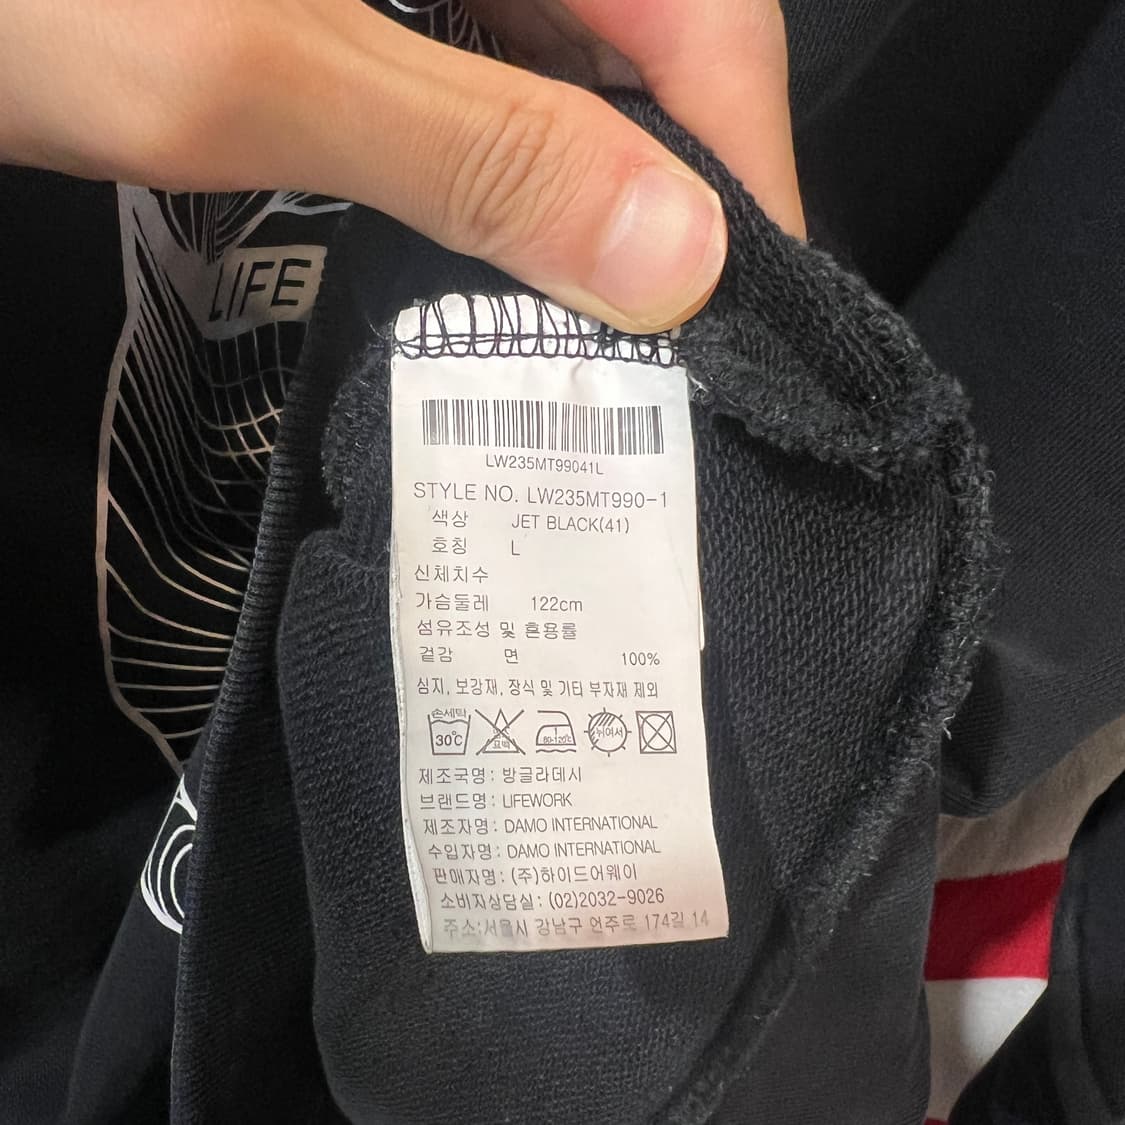 LIFE
LW235MT99041L
STYLE NO. LW235MT990-1
색상 JET BLACK(41)
호칭 L
신체치수
가슴둘레 122cm
섬유조성 및 혼용률
겉감 면 100%
심지, 보강재, 장식 및 기타 부자재 제외
손세탁
30℃ 표백 80-120℃ 뉘여서
제조국명: 방글라데시
브랜드명: LIFEWORK
제조자명: DAMO INTERNATIONAL
수입자명: DAMO INTERNATIONAL
판매자명: (주)하이드어웨이
소비자상담실: (02)2032-9026
주소:서울시 강남구 언주로 174길 14